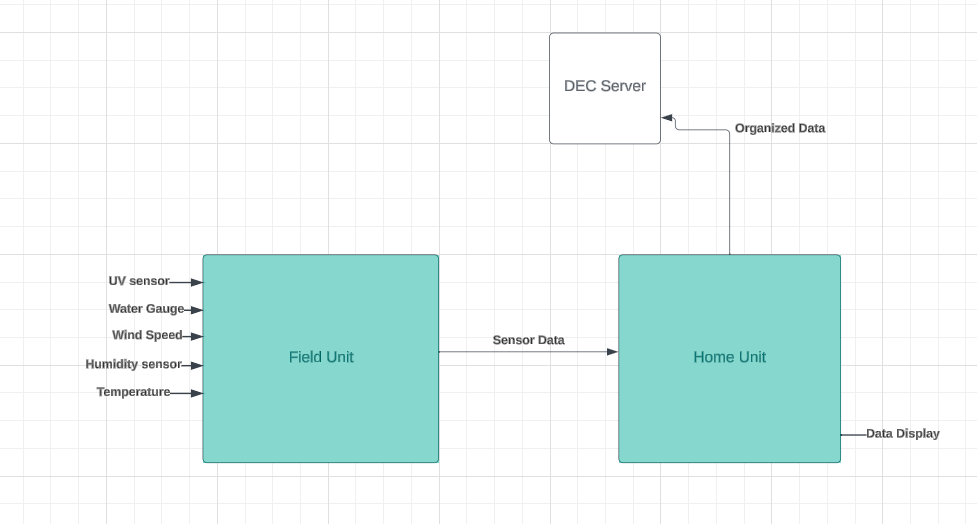 DEC Server
Organized Data
UV sensor
Water Gauge
Wind Speed
Humidity sensor
Temperature
Field Unit
Sensor Data
Home Unit
Data Display